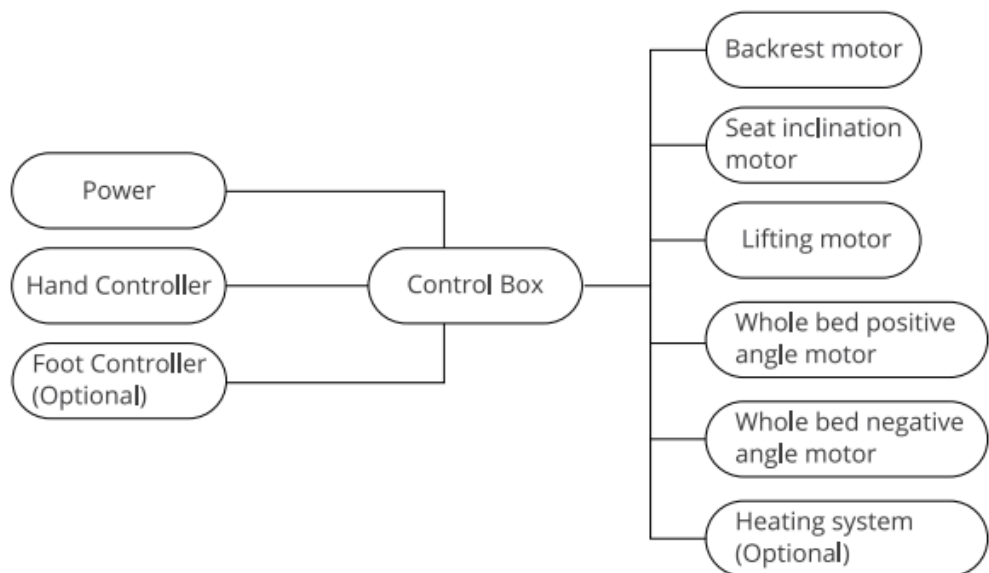 Power
Hand Controller
Foot Controller
(Optional)
Control Box
Backrest motor
Seat inclination
motor
Lifting motor
Whole bed positive
angle motor
Whole bed negative
angle motor
Heating system
(Optional)